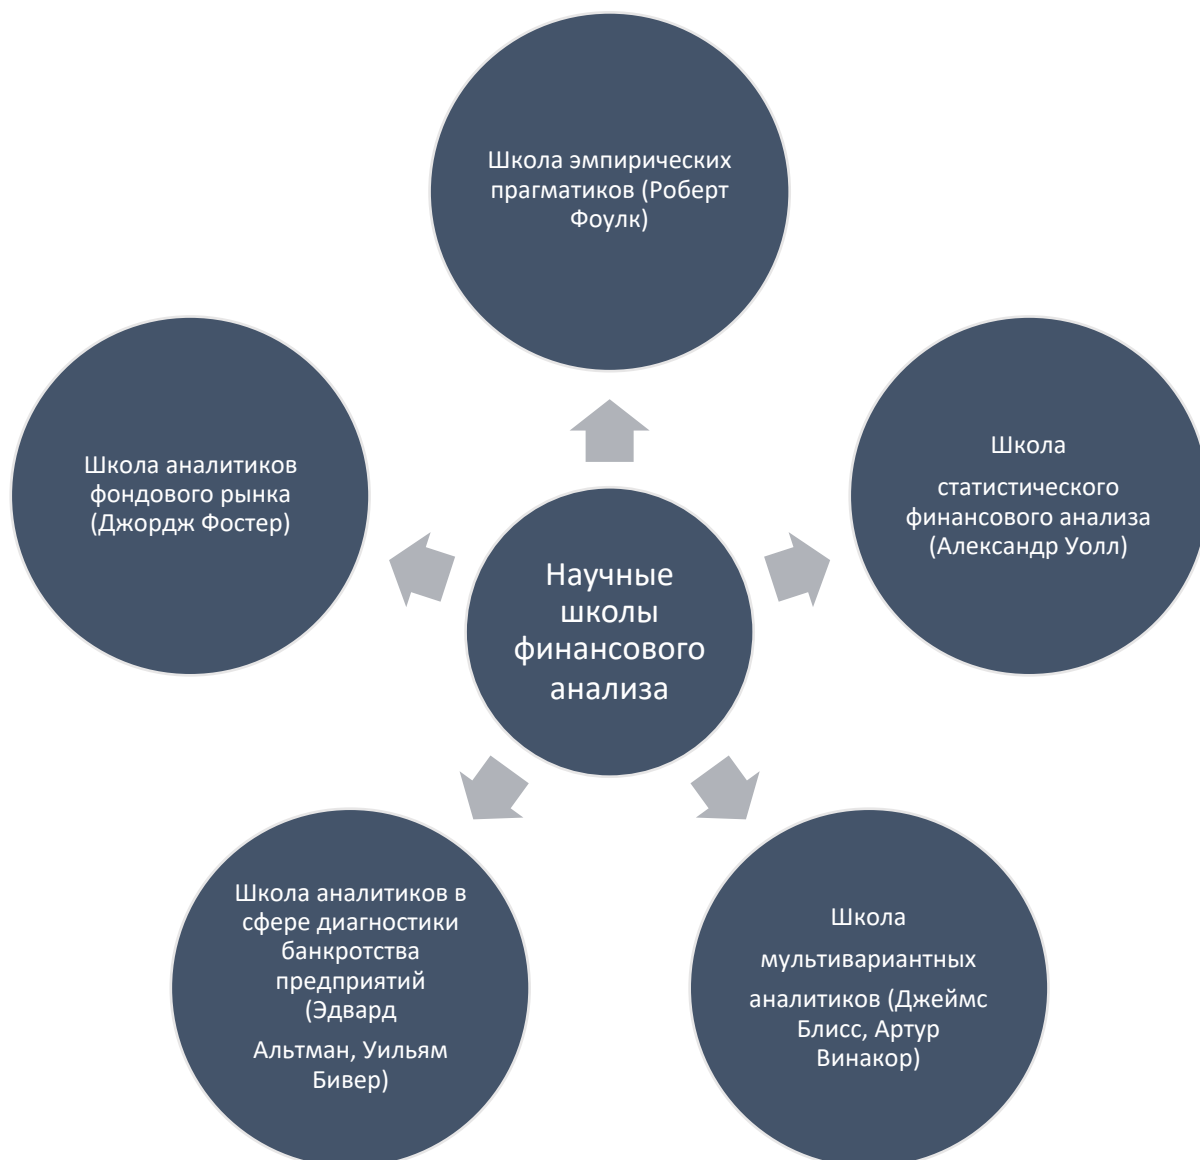 Школа эмпирических
прагматиков (Роберт
Фоулк)
Школа аналитиков
фондового рынка
(Джордж Фостер)
Школа
статистического
финансового анализа
(Александр Уолл)
Научные
школы
финансового
анализа
Школа аналитиков в
сфере диагностики
банкротства
предприятий
(Эдвард
Альтман, Уильям
Бивер)
Школа
мультивариантных
аналитиков (Джеймс
Блисс, Артур
Винакор)